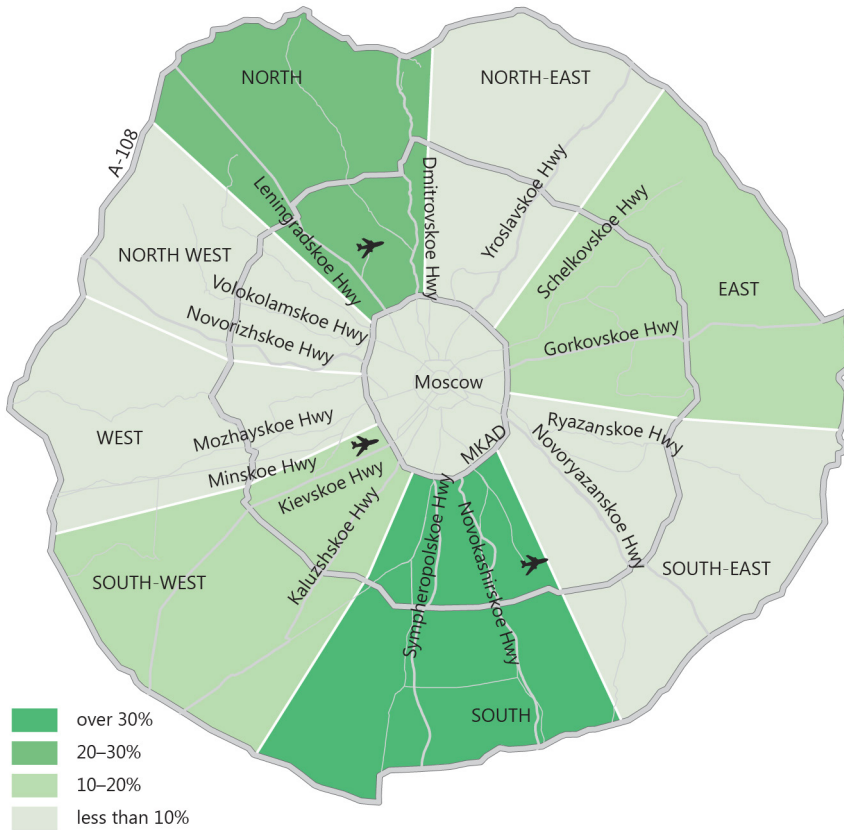 NORTH
NORTH-EAST
A-108
Leningradskoe Hwy
Dmitrovskoe Hwy
Yroslavskoe Hwy
Schelkovskoe Hwy
NORTH WEST
Volokolamskoe Hwy
Novorizhskoe Hwy
EAST
Gorkovskoe Hwy
Moscow
WEST
Mozhayskoe Hwy
Minskoe Hwy
Kievskoe Hwy
Kaluzshskoe Hwy
MKAD
Ryazanskoe Hwy
Novoryazanskoe Hwy
SOUTH-WEST
Sympheropolskoe Hwy
Novokashirskoe Hwy
SOUTH-EAST
SOUTH
over 30%
20–30%
10–20%
less than 10%